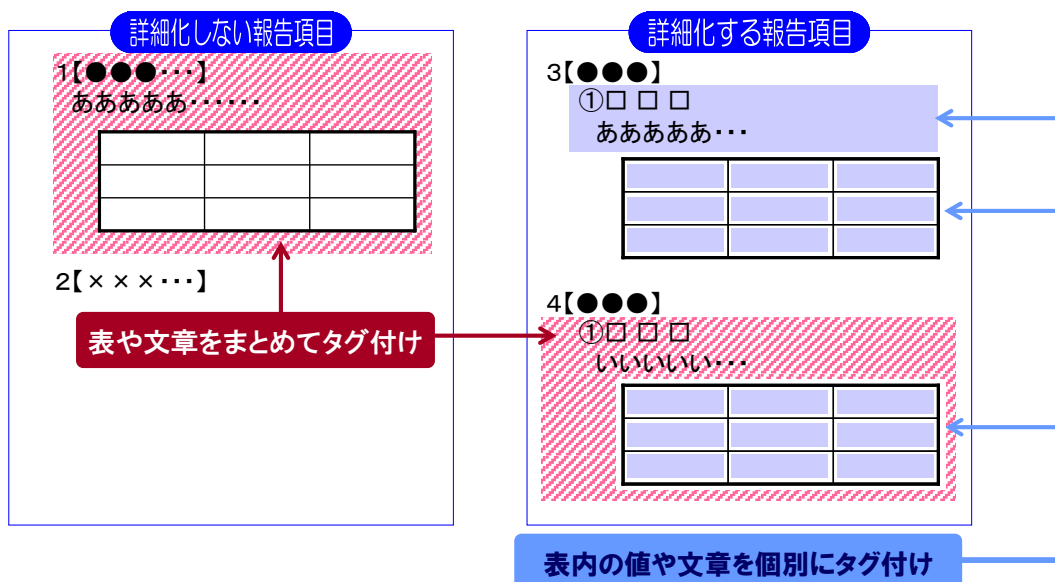 詳細化しない報告項目
1【●●●･･･】
あああああ･･････
2【×××･･･】
表や文章をまとめてタグ付け
詳細化する報告項目
3【●●●】
①□ □ □
あああああ･･･
4【●●●】
①□ □ □
いいいいい･･･
表内の値や文章を個別にタグ付け